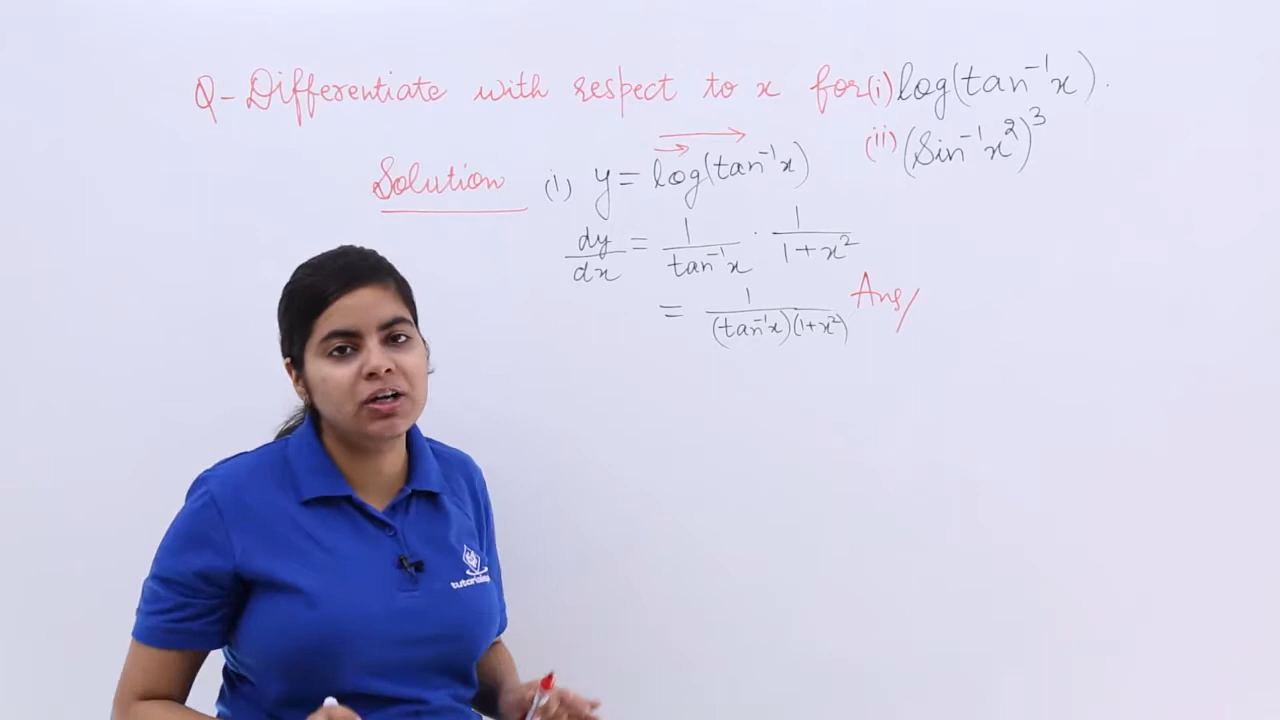 Q- Differentiate with respect to x for (i) log(tan⁻¹x).
(ii) (Sin⁻¹x²)³
Solution (i) y = log(tan⁻¹x)
dy/dx = 1/tan⁻¹x · 1/1+x²
= 1/(tan⁻¹x)(1+x²) Ans/